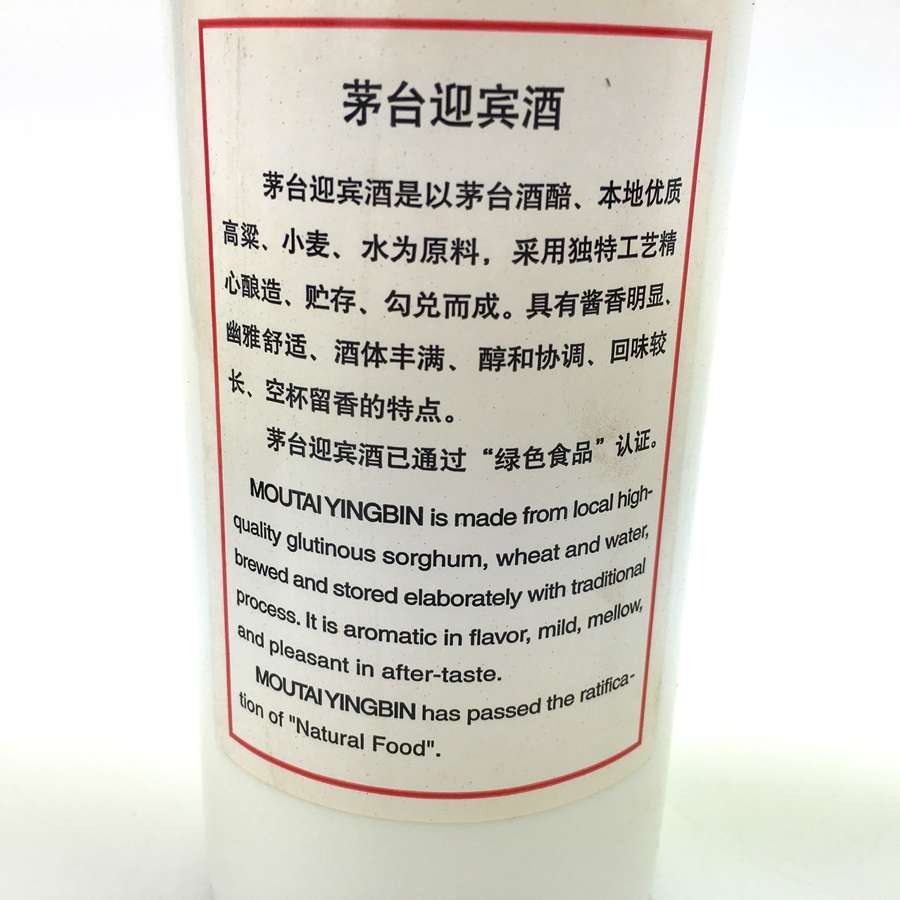 茅台迎宾酒
茅台迎宾酒是以茅台酒醅、本地优质
高粱、小麦、水为原料，采用独特工艺精
心酿造、贮存、勾兑而成。具有酱香明显、
幽雅舒适、酒体丰满、醇和协调、回味较
长、空杯留香的特点。
茅台迎宾酒已通过“绿色食品”认证。
MOUTAI YINGBIN is made from local high-
quality glutinous sorghum, wheat and water,
brewed and stored elaborately with traditional
process. It is aromatic in flavor, mild, mellow,
and pleasant in after-taste.
MOUTAI YINGBIN has passed the ratifica-
tion of "Natural Food".